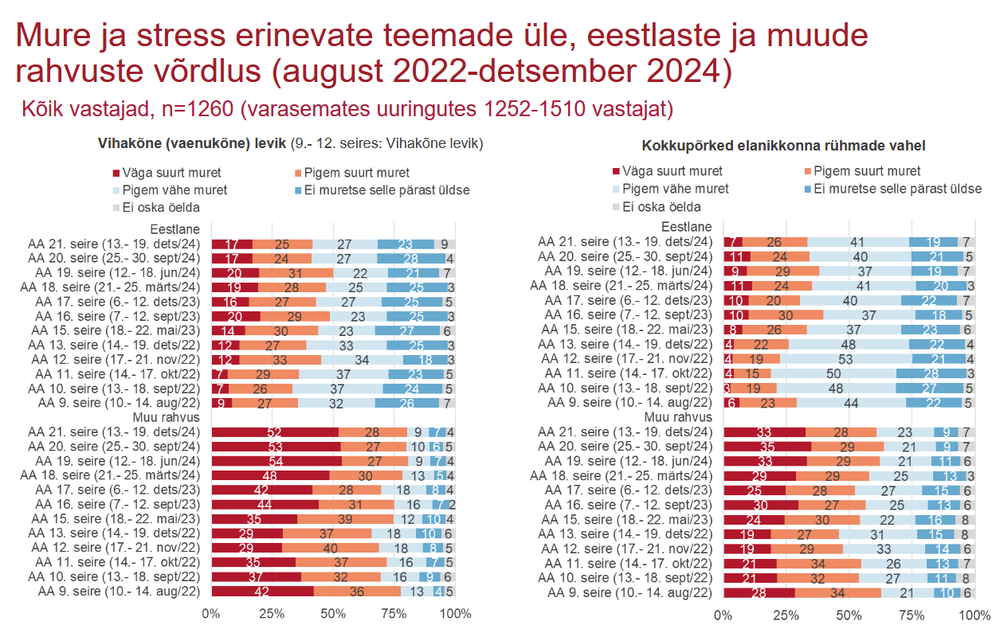 Mure ja stress erinevate teemade üle, eestlaste ja muude
rahvuste võrdlus (august 2022-detsember 2024)
Kõik vastajad, n=1260 (varasemates uuringutes 1252-1510 vastajat)
Vihakõne (vaenukõne) levik (9.- 12. seires: Vihakõne levik)
Väga suurt muret Pigem suurt muret
Pigem vähe muret Ei muretse selle pärast üldse
Ei oska öelda
Eestlane
AA 21. seire (13.- 19. dets/24) 17 25 27 23 9
AA 20. seire (25.- 30. sept/24) 17 24 27 28 4
AA 19. seire (12.- 18. jun/24) 20 31 22 21 7
AA 18. seire (21.- 25. märts/24) 19 28 25 25 3
AA 17. seire (6.- 12. dets/23) 16 27 27 25 5
AA 16. seire (7.- 12. sept/23) 20 29 23 25 3
AA 15. seire (18.- 22. mai/23) 14 30 23 27 6
AA 13. seire (14.- 19. dets/22) 12 27 33 25 3
AA 12. seire (17.- 21. nov/22) 12 33 34 18 3
AA 11. seire (14.- 17. okt/22) 7 29 37 23 5
AA 10. seire (13.- 18. sept/22) 7 26 37 24 5
AA 9. seire (10.- 14. aug/22) 9 27 32 26 7
Muu rahvus
AA 21. seire (13.- 19. dets/24) 52 28 9 7 4
AA 20. seire (25.- 30. sept/24) 53 27 10 6 5
AA 19. seire (12.- 18. jun/24) 54 27 9 7 4
AA 18. seire (21.- 25. märts/24) 48 30 13 5 4
AA 17. seire (6.- 12. dets/23) 42 28 18 8 4
AA 16. seire (7.- 12. sept/23) 44 31 16 7 2
AA 15. seire (18.- 22. mai/23) 35 39 12 10 4
AA 13. seire (14.- 19. dets/22) 29 37 18 10 6
AA 12. seire (17.- 21. nov/22) 29 40 18 8 5
AA 11. seire (14.- 17. okt/22) 35 37 16 7 5
AA 10. seire (13.- 18. sept/22) 37 32 16 9 6
AA 9. seire (10.- 14. aug/22) 42 36 13 4 5
0% 25% 50% 75% 100%
Kokkupõrked elanikkonna rühmade vahel
Väga suurt muret Pigem suurt muret
Pigem vähe muret Ei muretse selle pärast üldse
Ei oska öelda
Eestlane
AA 21. seire (13.- 19. dets/24) 7 26 41 19 7
AA 20. seire (25.- 30. sept/24) 11 24 40 21 5
AA 19. seire (12.- 18. jun/24) 9 29 37 19 7
AA 18. seire (21.- 25. märts/24) 11 24 41 20 3
AA 17. seire (6.- 12. dets/23) 10 20 40 22 7
AA 16. seire (7.- 12. sept/23) 10 30 37 18 5
AA 15. seire (18.- 22. mai/23) 8 26 37 23 6
AA 13. seire (14.- 19. dets/22) 4 22 48 22 4
AA 12. seire (17.- 21. nov/22) 4 19 53 21 4
AA 11. seire (14.- 17. okt/22) 4 15 50 28 3
AA 10. seire (13.- 18. sept/22) 3 19 48 27 5
AA 9. seire (10.- 14. aug/22) 6 23 44 22 5
Muu rahvus
AA 21. seire (13.- 19. dets/24) 33 28 23 9 7
AA 20. seire (25.- 30. sept/24) 35 29 21 9 7
AA 19. seire (12.- 18. jun/24) 33 29 21 11 6
AA 18. seire (21.- 25. märts/24) 29 29 25 13 3
AA 17. seire (6.- 12. dets/23) 25 28 27 15 6
AA 16. seire (7.- 12. sept/23) 30 27 25 13 6
AA 15. seire (18.- 22. mai/23) 24 30 22 16 8
AA 13. seire (14.- 19. dets/22) 19 27 31 15 8
AA 12. seire (17.- 21. nov/22) 19 29 33 14 6
AA 11. seire (14.- 17. okt/22) 21 34 26 13 7
AA 10. seire (13.- 18. sept/22) 21 32 27 11 8
AA 9. seire (10.- 14. aug/22) 28 34 21 10 6
0% 25% 50% 75% 100%